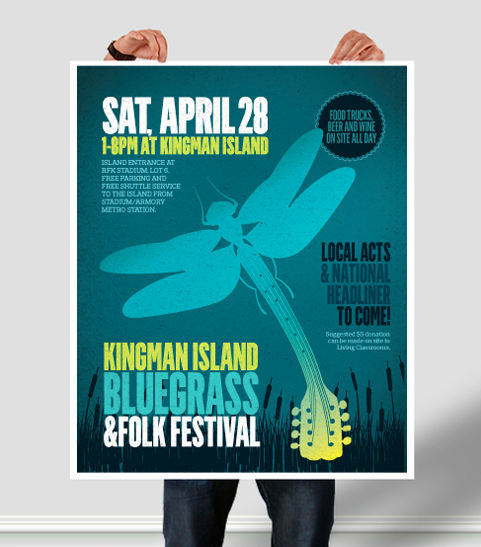 SAT, APRIL 28
1-8PM AT KINGMAN ISLAND
ISLAND ENTRANCE AT
RFK STADIUM, LOT 6.
FREE PARKING AND
FREE SHUTTLE SERVICE
TO THE ISLAND FROM
STADIUM/ARMORY
METRO STATION.
FOOD TRUCKS,
BEER AND WINE
ON SITE ALL DAY
LOCAL ACTS
& NATIONAL
HEADLINER
TO COME!
Suggested $5 donation
can be made on site to
Living Classrooms.
KINGMAN ISLAND
BLUEGRASS
&FOLK FESTIVAL